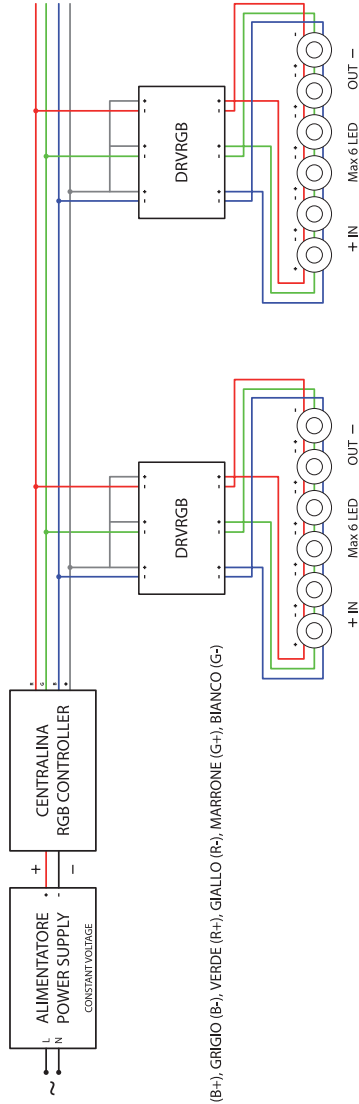 ~
L
N
ALIMENTATORE
POWER SUPPLY
CONSTANT VOLTAGE
+
-
+
−
CENTRALINA
RGB CONTROLLER
R
G
B
+
- + - + - +
DRVRGB
- + - + - +
+ - + - + - + - + - + -
+ IN
Max 6 LED
OUT −
- + - + - +
DRVRGB
- + - + - +
+ - + - + - + - + - + -
+ IN
Max 6 LED
OUT −
(B+), GRIGIO (B-), VERDE (R+), GIALLO (R-), MARRONE (G+), BIANCO (G-)